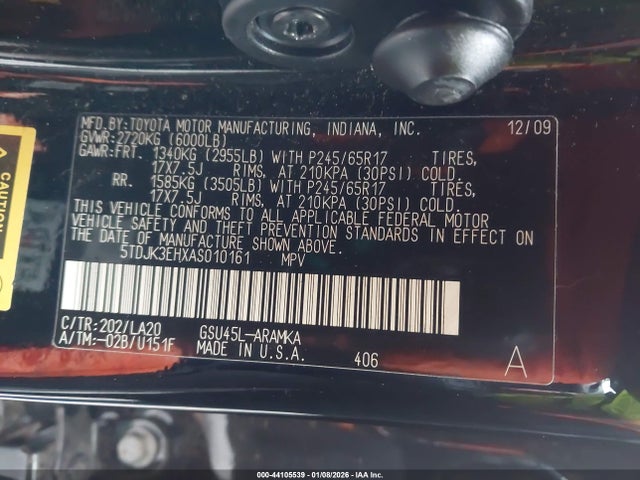 MFD.BY:TOYOTA MOTOR MANUFACTURING, INDIANA, INC. 12/09
GVWR:2720KG (6000LB)
GAWR:FRT. 1340KG (2955LB) WITH P245/65R17 TIRES,
17X7.5J RIMS, AT 210KPA (30PSI) COLD.
RR. 1585KG (3505LB) WITH P245/65R17 TIRES,
17X7.5J RIMS, AT 210KPA (30PSI) COLD.
THIS VEHICLE CONFORMS TO ALL APPLICABLE FEDERAL MOTOR
VEHICLE SAFETY AND THEFT PREVENTION STANDARDS IN EFFECT ON
THE DATE OF MANUFACTURE SHOWN ABOVE.
5TDJK3EHXAS010161 MPV
C/TR:202/LA20 GSU45L-ARAMKA
A/TM:-02B/U151F MADE IN U.S.A. 406 A
CAUTION
000-44105539 - 01/08/2026 - IAA Inc.